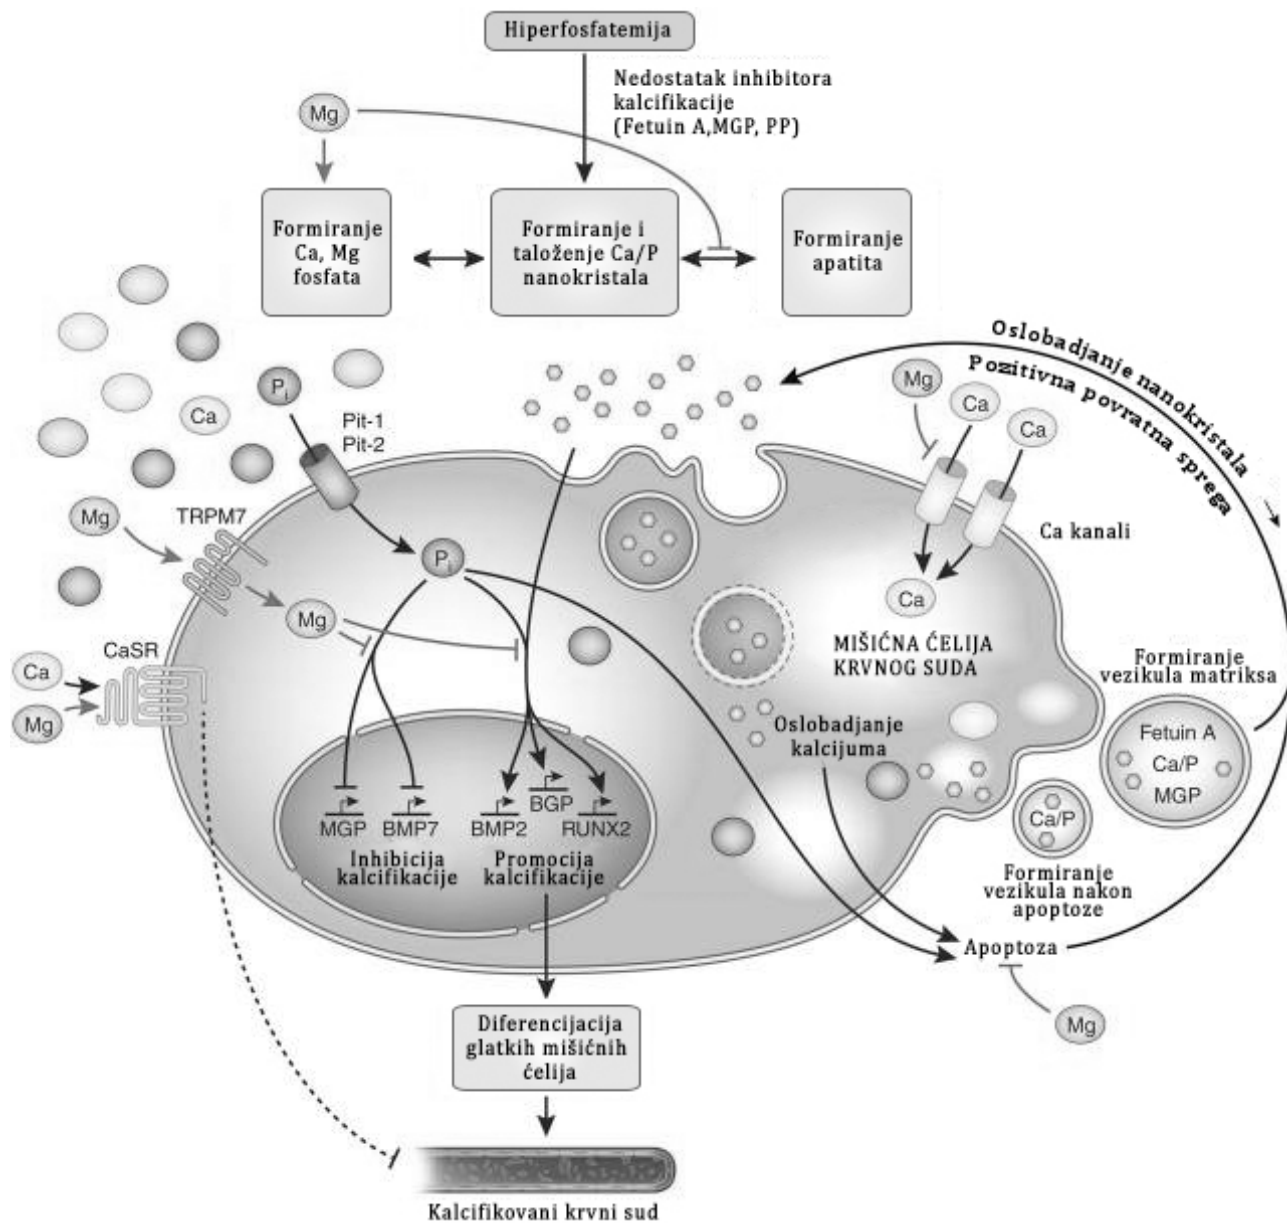 Hiperfosfatemija
Nedostatak inhibitora
kalcifikacije
(Fetuin A,MGP, PP)
Mg
Formiranje
Ca, Mg
fosfata
Formiranje i
taloženje Ca/P
nanokristala
Formiranje
apatita
Oslobadjanje nanokristala
Pozitivna povratna sprega
Mg
Ca
Ca
Pi
Ca
Pit-1
Pit-2
Mg
TRPM7
Ca kanali
Pi
Ca
Mg
MIŠIĆNA ĆELIJA
KRVNOG SUDA
CaSR
Ca
Mg
Formiranje
vezikula matriksa
Oslobadjanje
kalcijuma
Fetuin A
Ca/P
MGP
BGP
MGP BMP7 BMP2 RUNX2
Inhibicija
kalcifikacije
Promocija
kalcifikacije
Ca/P
Formiranje
vezikula nakon
apoptoze
Apoptoza
Mg
Diferencijacija
glatkih mišićnih
ćelija
Kalcifikovani krvni sud